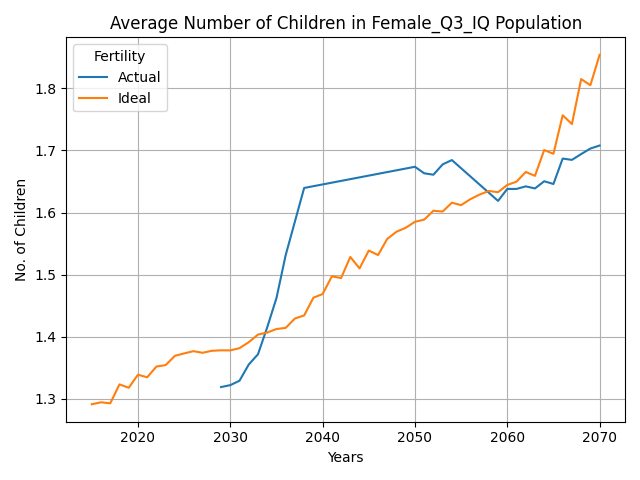 Average Number of Children in Female_Q3_IQ Population
Fertility
Actual
Ideal
No. of Children
1.8
1.7
1.6
1.5
1.4
1.3
2020 2030 2040 2050 2060 2070
Years